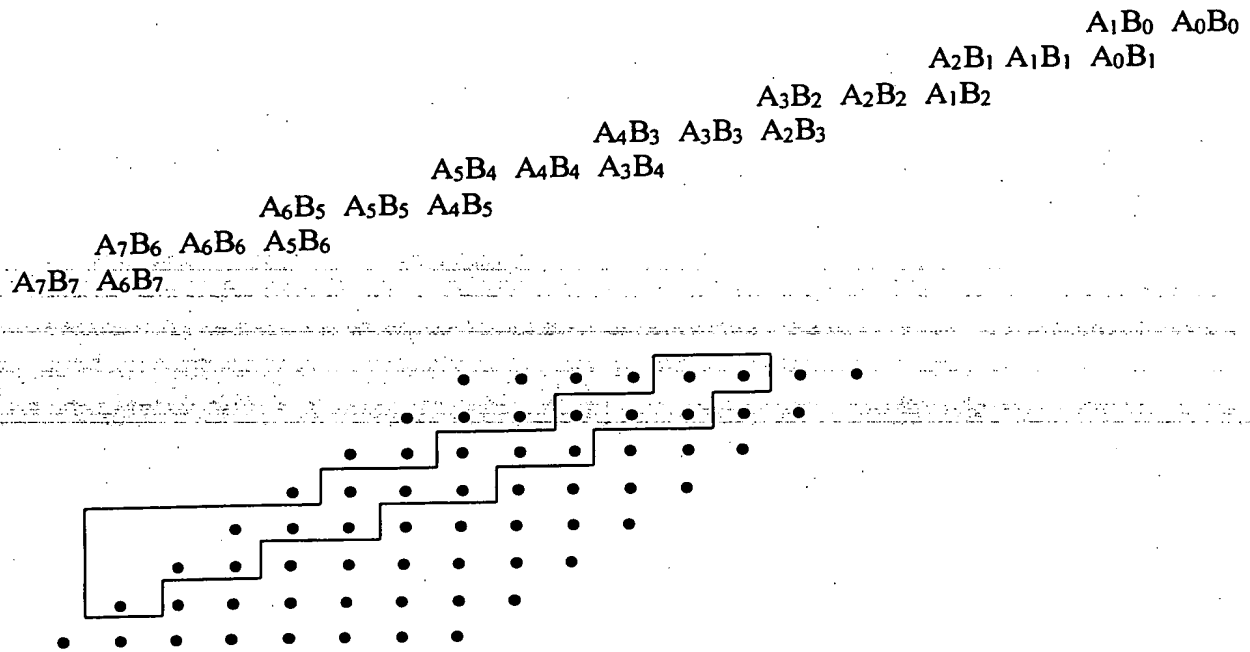 A₁B₀ A₀B₀
A₂B₁ A₁B₁ A₀B₁
A₃B₂ A₂B₂ A₁B₂
A₄B₃ A₃B₃ A₂B₃
A₅B₄ A₄B₄ A₃B₄
A₆B₅ A₅B₅ A₄B₅
A₇B₆ A₆B₆ A₅B₆
A₇B₇ A₆B₇